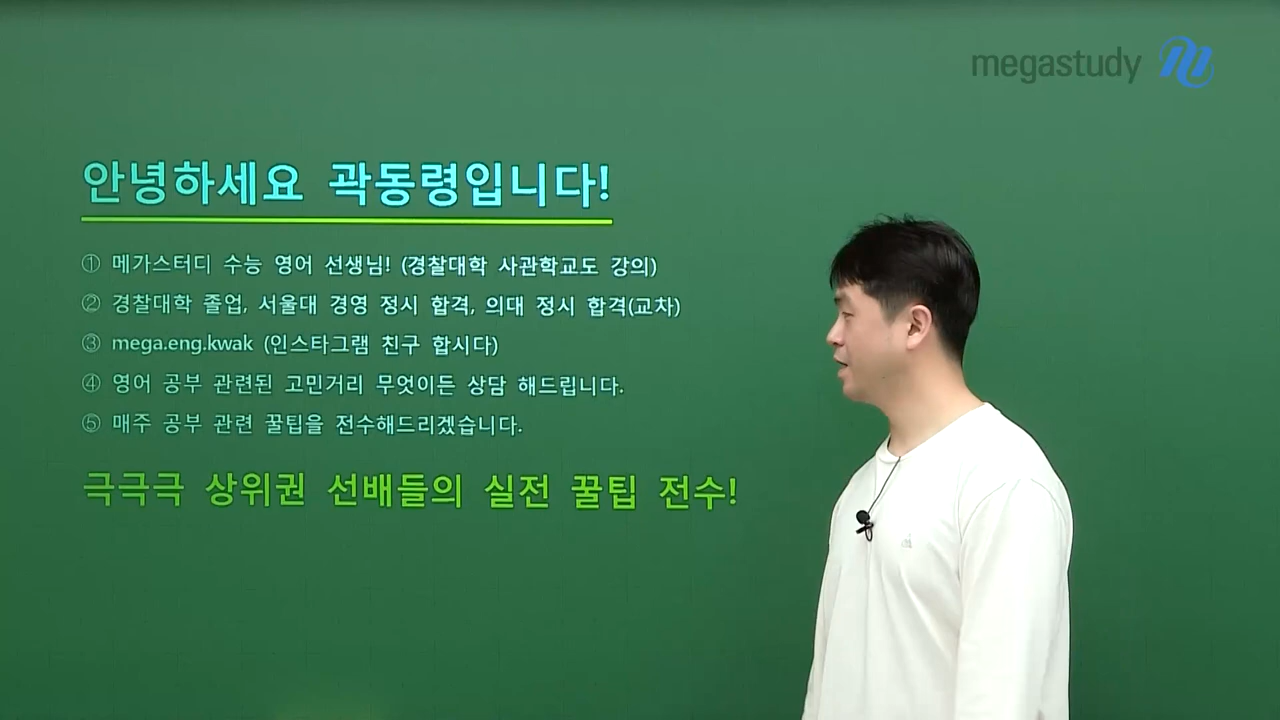 megastudy
안녕하세요 곽동령입니다!
① 메가스터디 수능 영어 선생님! (경찰대학 사관학교도 강의)
② 경찰대학 졸업, 서울대 경영 정시 합격, 의대 정시 합격(교차)
③ mega.eng.kwak (인스타그램 친구 합시다)
④ 영어 공부 관련된 고민거리 무엇이든 상담 해드립니다.
⑤ 매주 공부 관련 꿀팁을 전수해드리겠습니다.
극극극 상위권 선배들의 실전 꿀팁 전수!